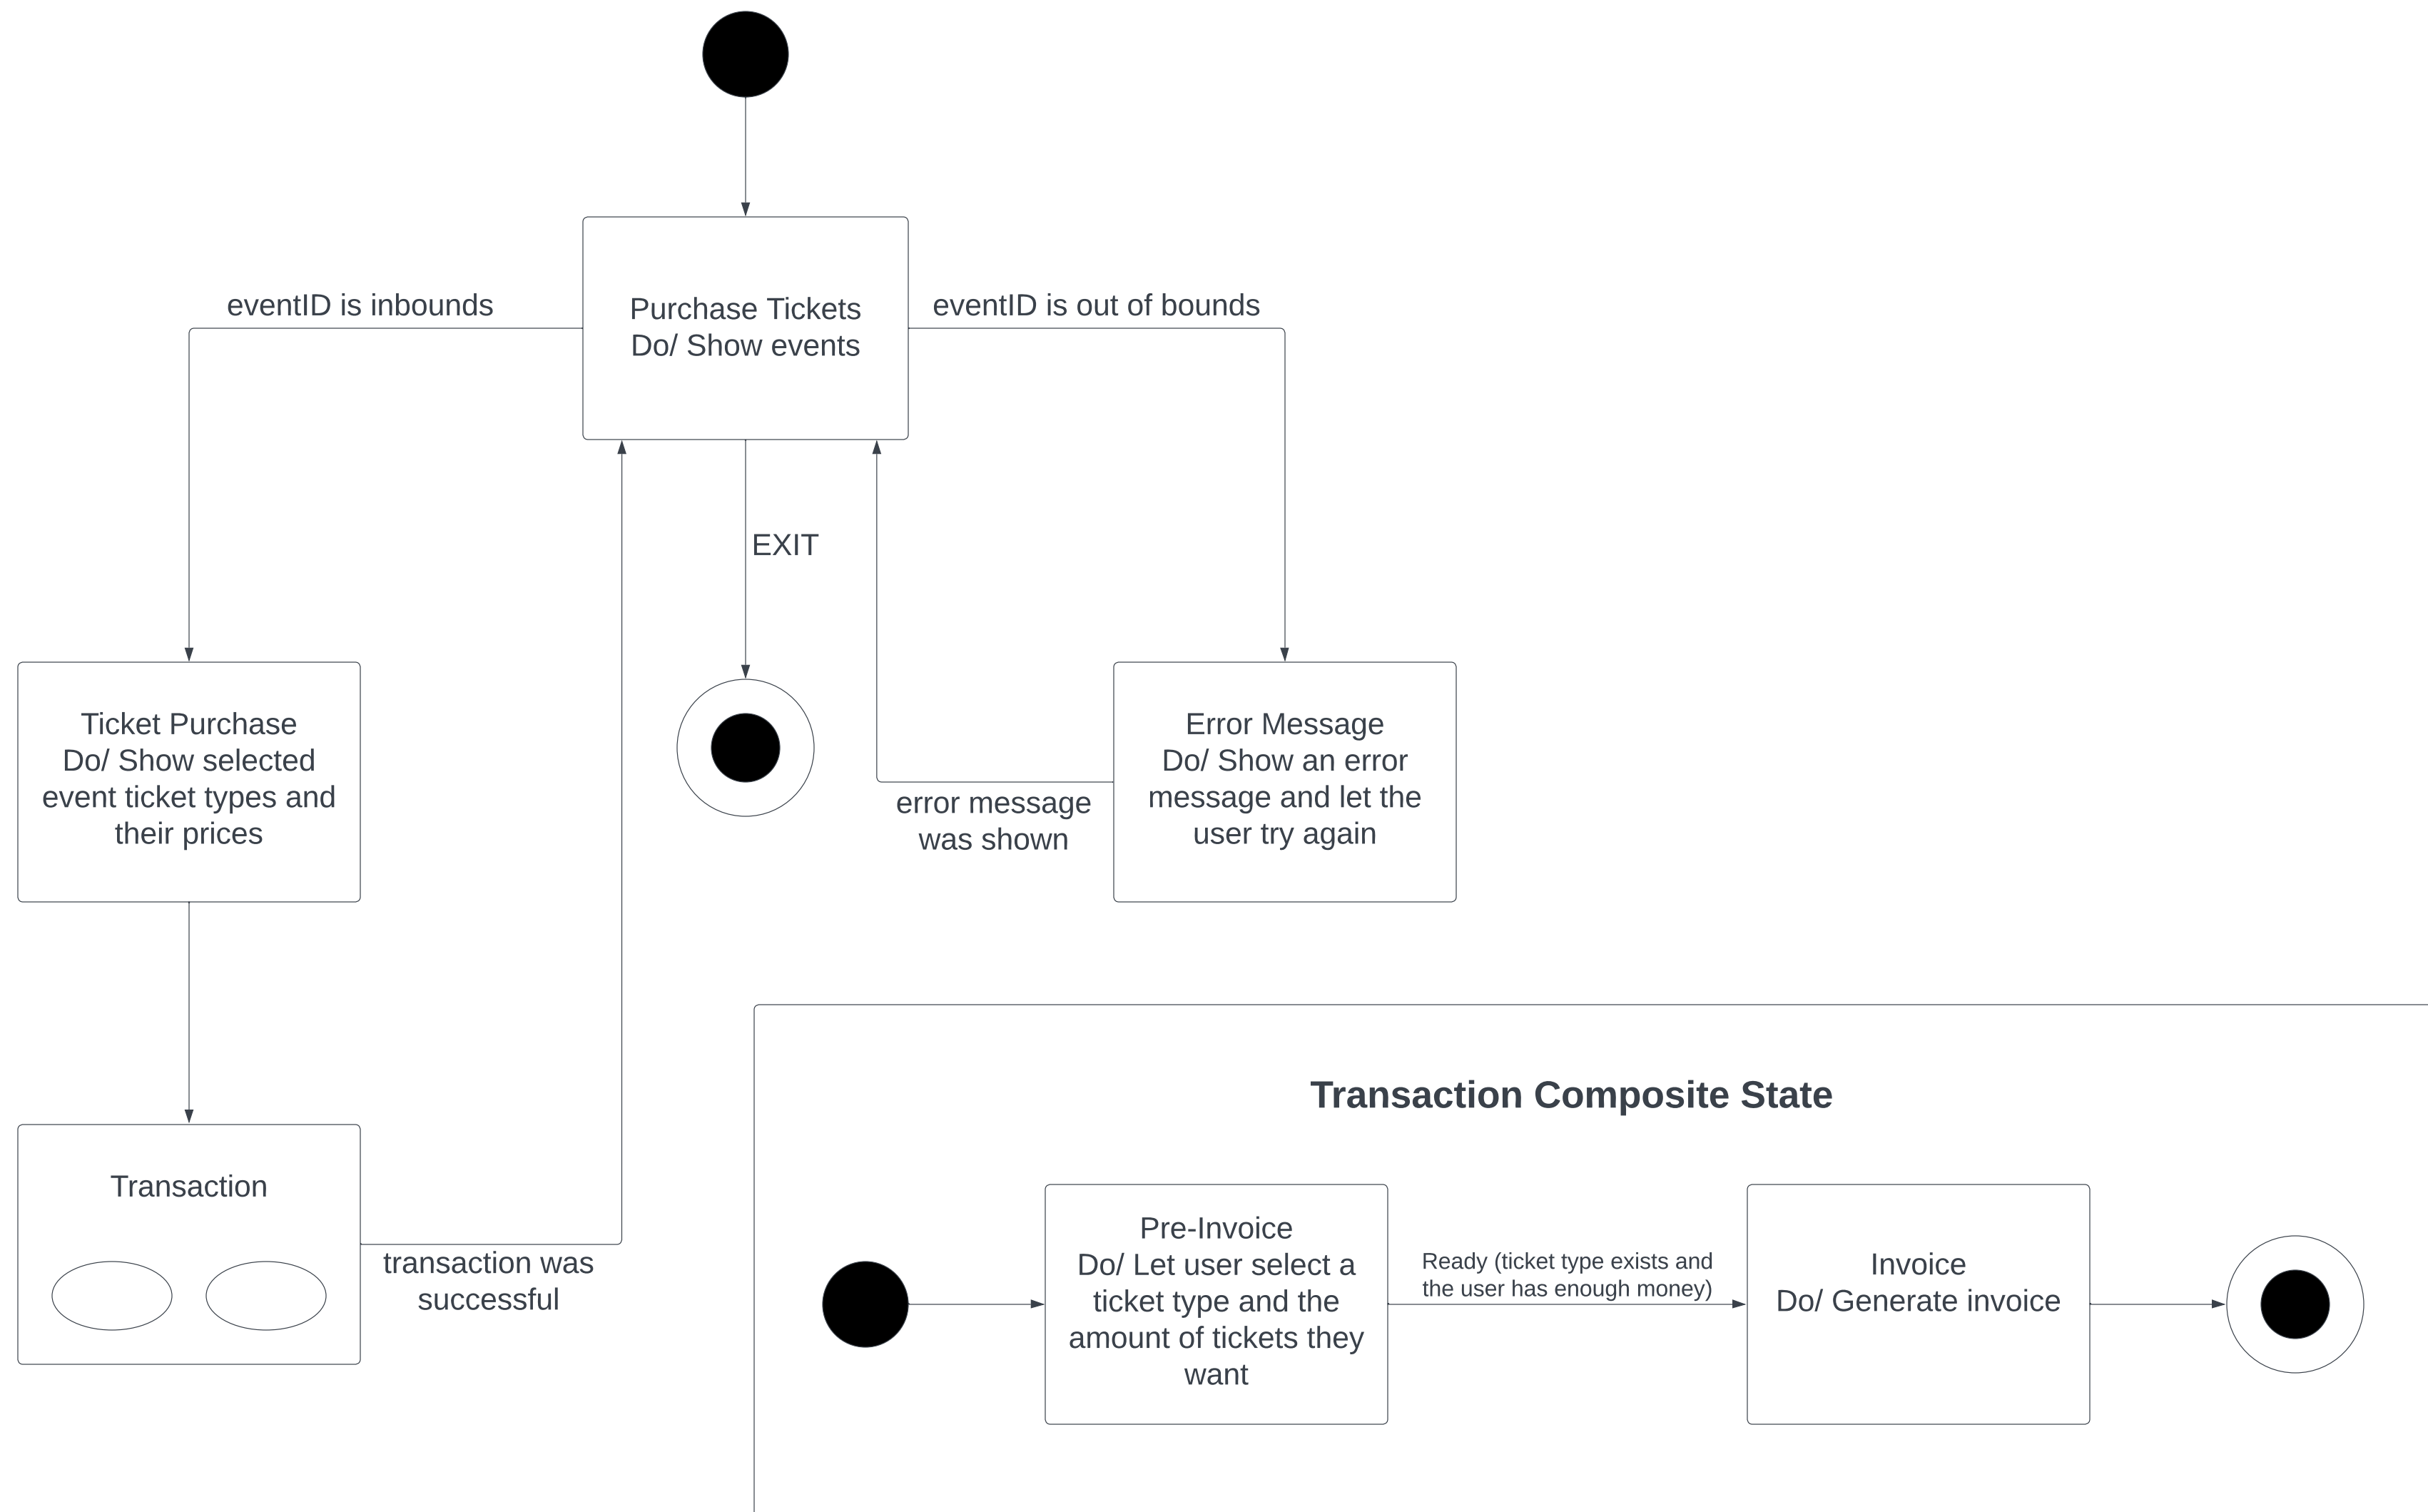 eventID is inbounds
Purchase Tickets
Do/ Show events
eventID is out of bounds
EXIT
Ticket Purchase
Do/ Show selected
event ticket types and
their prices
Error Message
Do/ Show an error
message and let the
user try again
error message
was shown
Transaction
transaction was
successful
Transaction Composite State
Pre-Invoice
Do/ Let user select a
ticket type and the
amount of tickets they
want
Ready (ticket type exists and
the user has enough money)
Invoice
Do/ Generate invoice